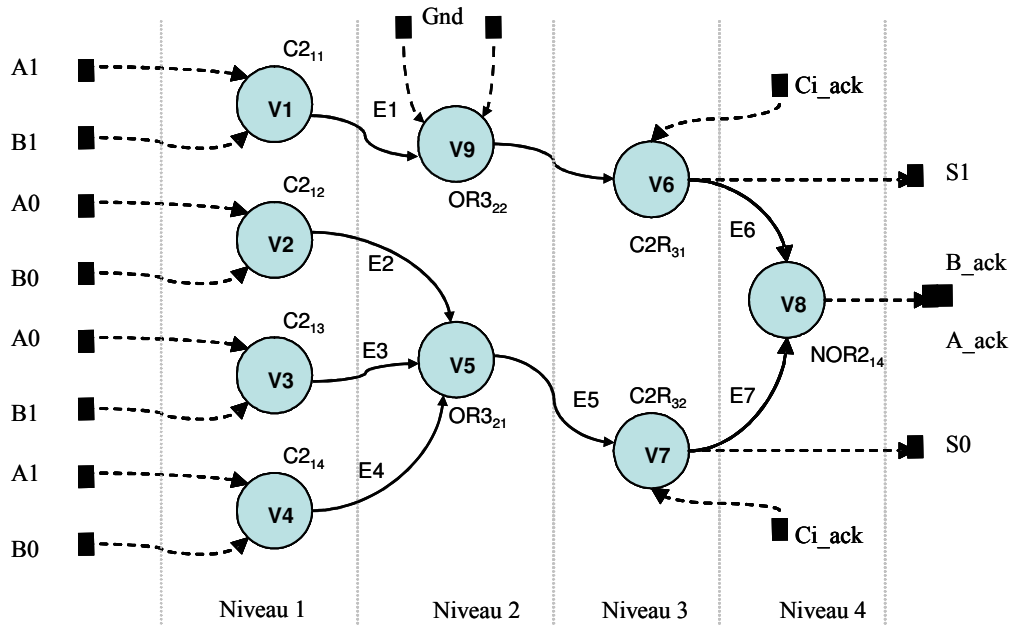 Gnd
A1
C2₁₁
Ci_ack
V1
E1
B1
V9
S1
V6
A0
C2₁₂
OR3₂₂
V2
E6
C2R₃₁
E2
B0
B_ack
V8
A0
C2₁₃
A_ack
E3
NOR2₁₄
V3
V5
B1
E5
C2R₃₂
E7
OR3₂₁
S0
V7
A1
C2₁₄
E4
V4
Ci_ack
B0
Niveau 1
Niveau 2
Niveau 3
Niveau 4